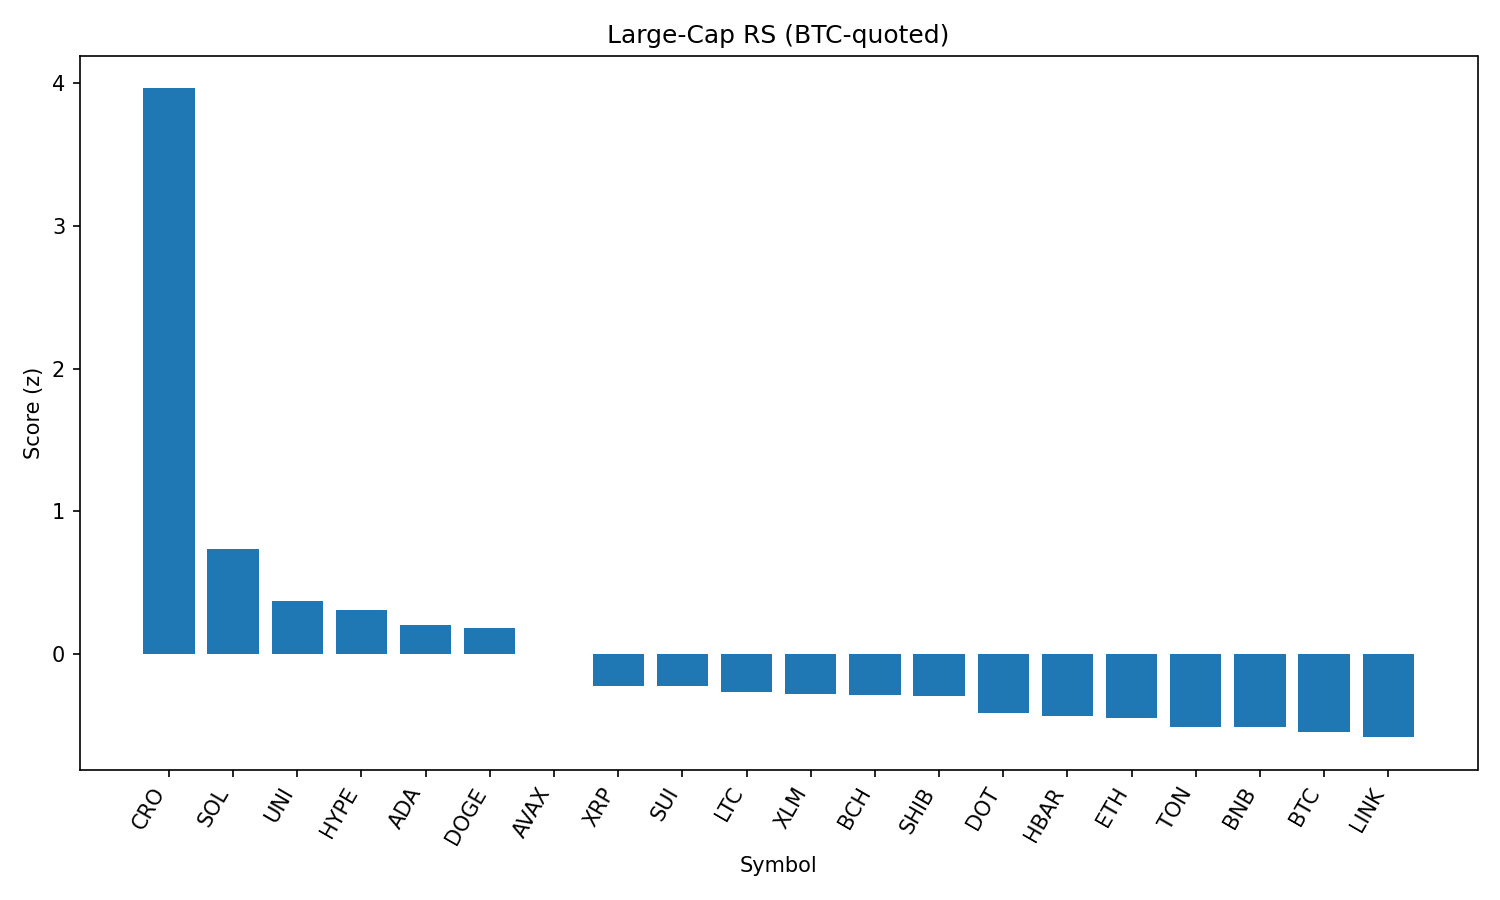 Large-Cap RS (BTC-quoted)
Score (z)
4
3
2
1
0
CRO
SOL
UNI
HYPE
ADA
DOGE
AVAX
XRP
SUI
LTC
XLM
BCH
SHIB
DOT
HBAR
ETH
TON
BNB
BTC
LINK
Symbol